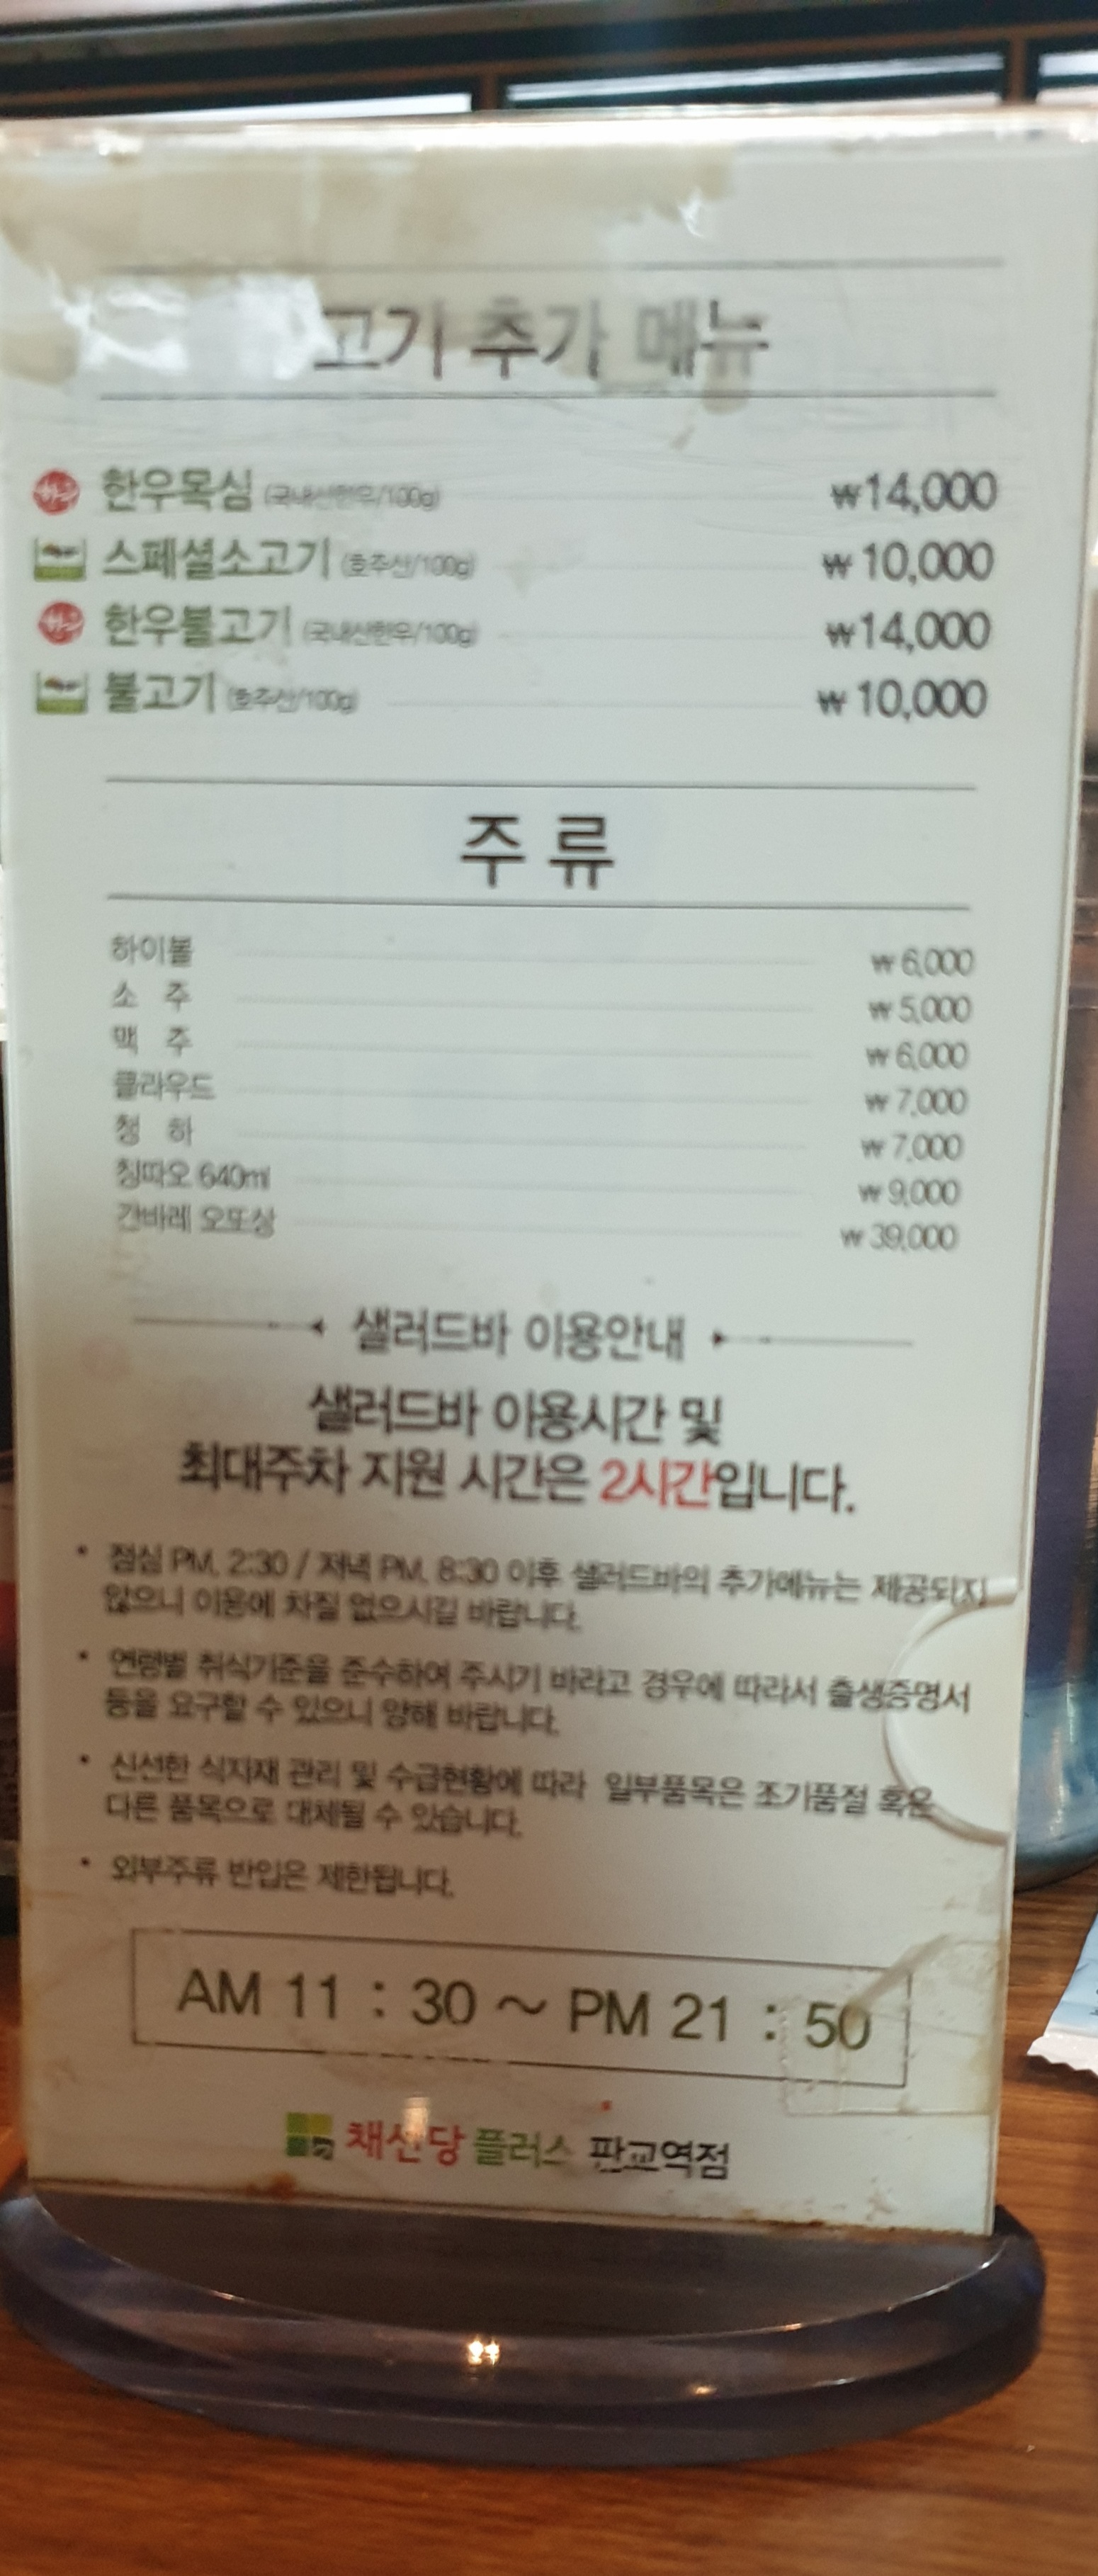 고기 추가 메뉴
한우 한우목심 (국내산한우/100g) ₩14,000
스페셜소고기 (호주산/100g) ₩10,000
한우 한우불고기 (국내산한우/100g) ₩14,000
불고기 (호주산/100g) ₩10,000
주류
하이볼 ₩6,000
소 주 ₩5,000
맥 주 ₩6,000
클라우드 ₩7,000
청 하 ₩7,000
칭따오 640ml ₩9,000
간바레 오또상 ₩39,000
샐러드바 이용안내
샐러드바 이용시간 및
최대주차 지원 시간은 2시간입니다.
• 점심 PM. 2:30 / 저녁 PM. 8:30 이후 샐러드바의 추가메뉴는 제공되지
않으니 이용에 차질 없으시길 바랍니다.
• 연령별 취식기준을 준수하여 주시기 바라고 경우에 따라서 출생증명서
등을 요구할 수 있으니 양해 바랍니다.
• 신선한 식자재 관리 및 수급현황에 따라 일부품목은 조기품절 혹은
다른 품목으로 대체될 수 있습니다.
• 외부주류 반입은 제한됩니다.
AM 11 : 30 ～ PM 21 : 50
채선당 플러스 판교역점